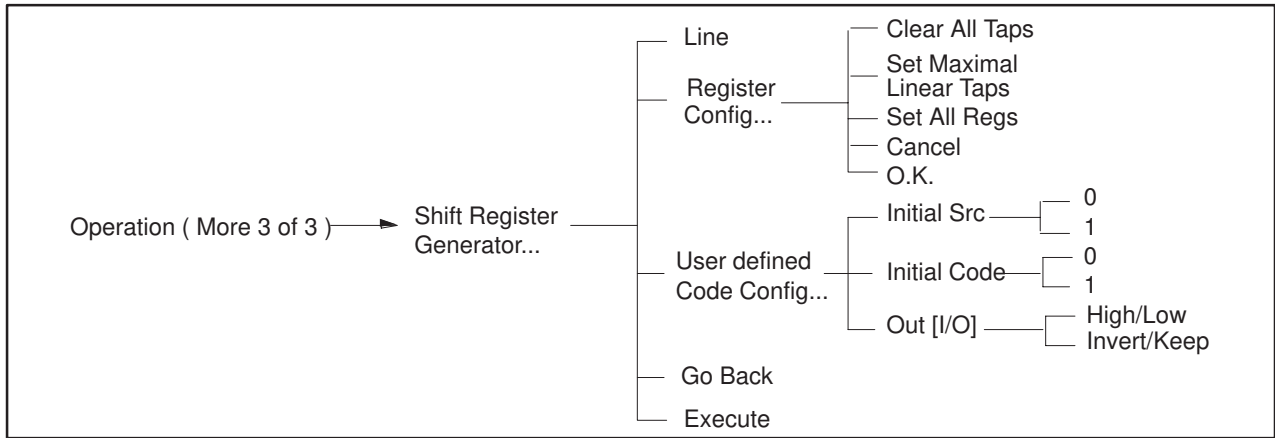 Operation ( More 3 of 3 )
Shift Register
Generator...
Line
Register
Config...
Clear All Taps
Set Maximal
Linear Taps
Set All Regs
Cancel
O.K.
User defined
Code Config...
Initial Src
0
1
Initial Code
0
1
Out [I/O]
High/Low
Invert/Keep
Go Back
Execute